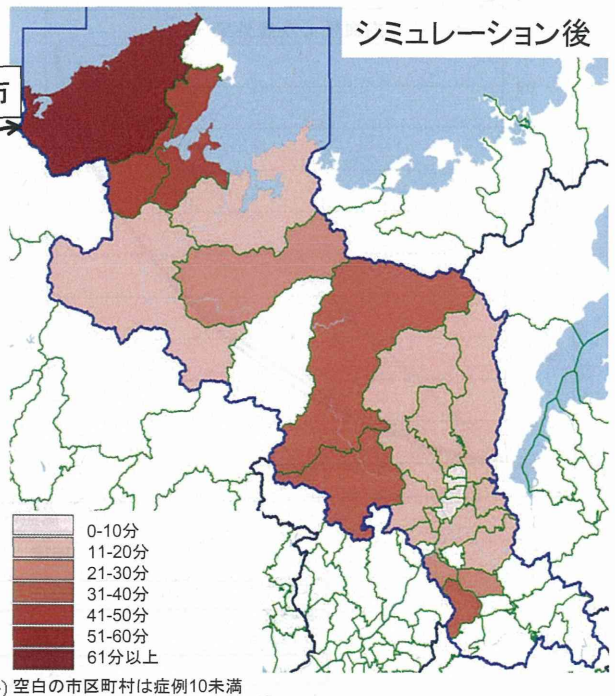 シミュレーション後
市
0-10分
11-20分
21-30分
31-40分
41-50分
51-60分
61分以上
) 空白の市区町村は症例10未満